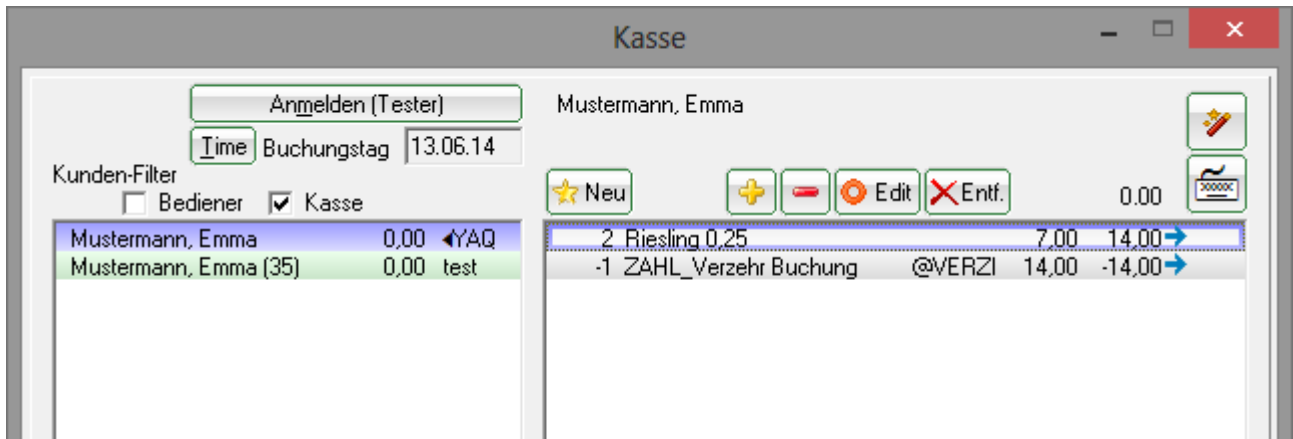 Kasse
Anmelden (Tester)
Mustermann, Emma
Time Buchungstag 13.06.14
Kunden-Filter
Bediener Kasse
Neu Edit Entf. 0.00
Mustermann, Emma 0,00 YAQ
Mustermann, Emma (35) 0,00 test
2 Riesling 0,25 7,00 14,00
-1 ZAHL_Verzehr Buchung @VERZI 14,00 -14,00